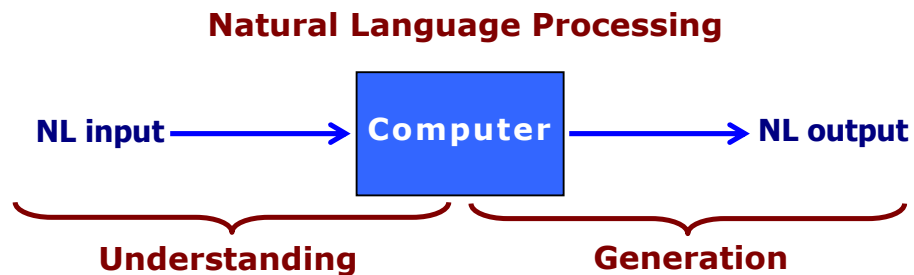 Natural Language Processing
NL input
Computer
NL output
Understanding
Generation